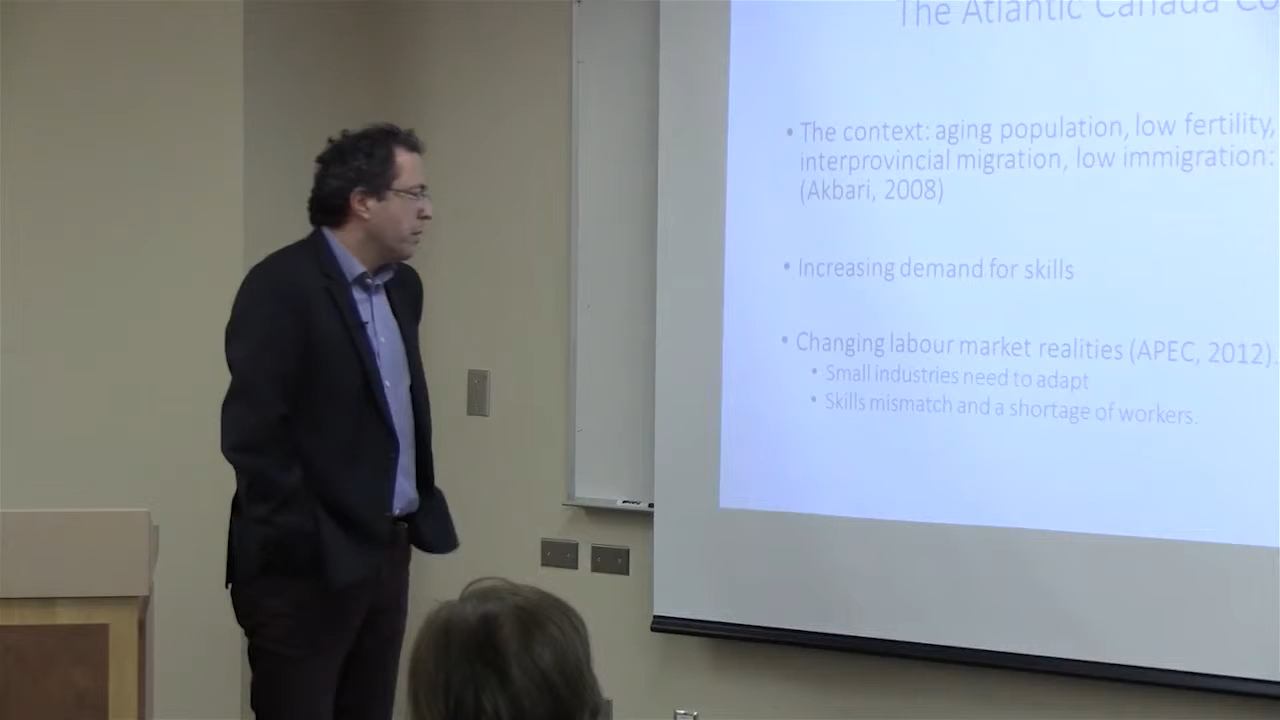 The Atlantic Canada Co
• The context: aging population, low fertility,
interprovincial migration, low immigration:
(Akbari, 2008)
• Increasing demand for skills
• Changing labour market realities (APEC, 2012).
• Small industries need to adapt
• Skills mismatch and a shortage of workers.